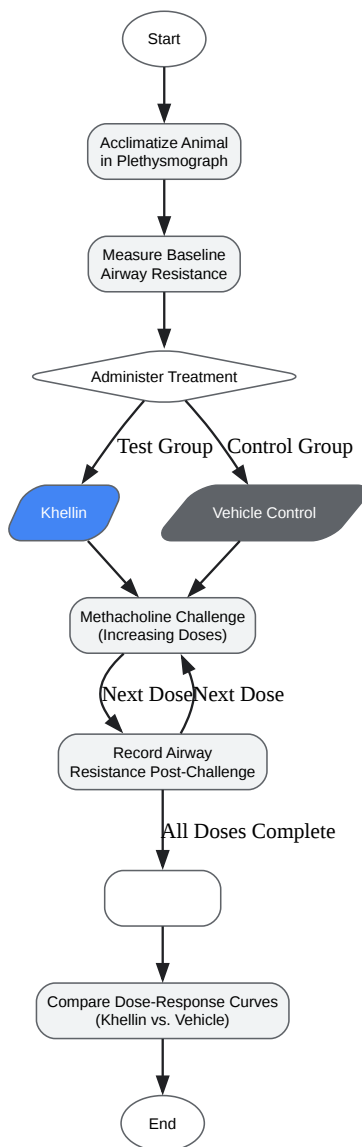 Start
Acclimatize Animal
in Plethysmograph
Measure Baseline
Airway Resistance
Administer Treatment
Test Group
Control Group
Khellin
Vehicle Control
Methacholine Challenge
(Increasing Doses)
Next Dose
Next Dose
Record Airway
Resistance Post-Challenge
All Doses Complete
Compare Dose-Response Curves
(Khellin vs. Vehicle)
End